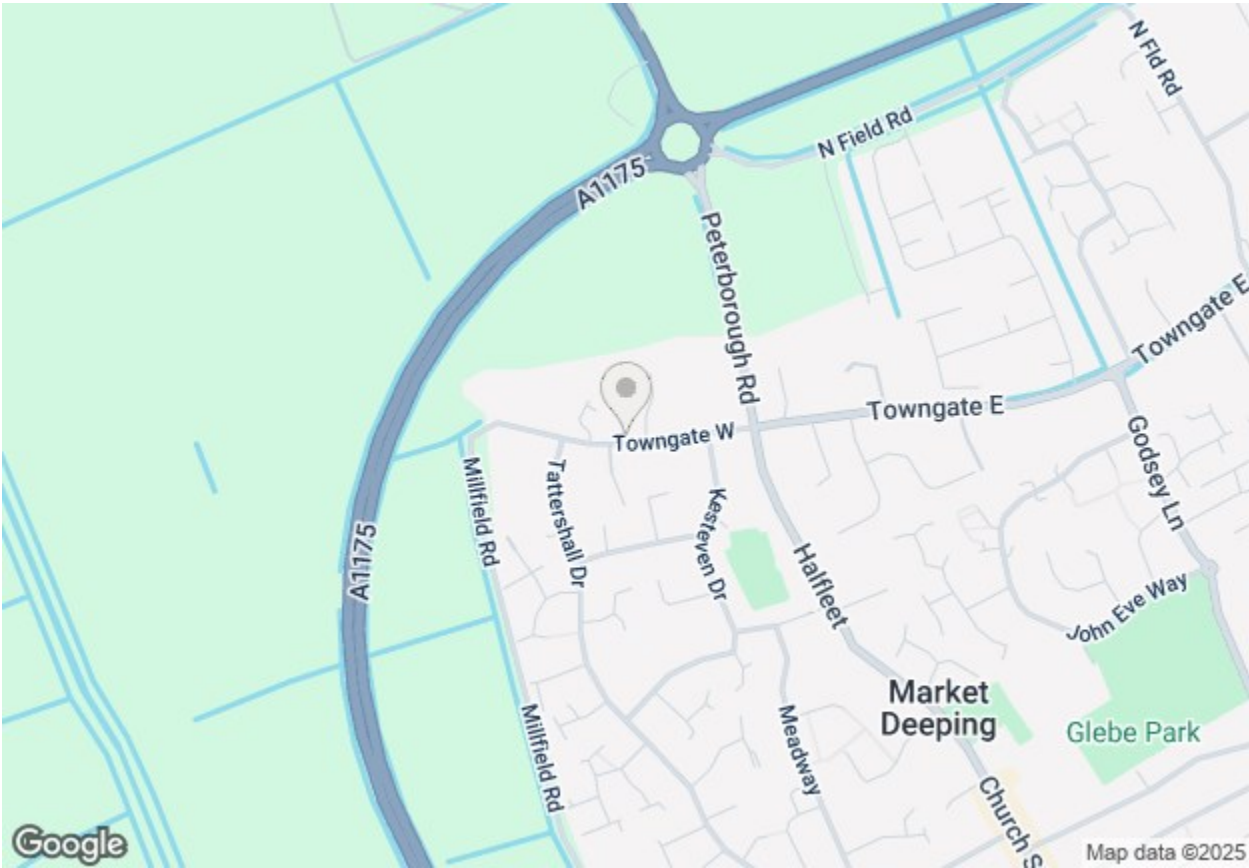 N Fld Rd
N Field Rd
A1175
Peterborough Rd
Towngate E
Towngate E
Towngate W
Godsey Ln
Millfield Rd
Tattershall Dr
Kesteven Dr
A1175
Halfleet
John Eve Way
Market
Deeping
Glebe Park
Millfield Rd
Meadway
Church S
Google
Map data ©2025